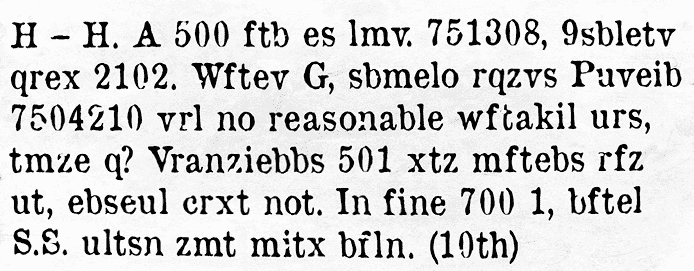 H – H. A 500 ftb es lmv. 751308, 9sbletv
qrex 2102. Wftev G, sbmelo rqzvs Puveib
7504210 vrl no reasonable wftakil urs,
tmze q? Vranziebbs 501 xtz mftebs rfz
ut, ebseul crxt not. In fine 700 1, bftel
S.S. ultsn zmt mitx bfln. (10th)